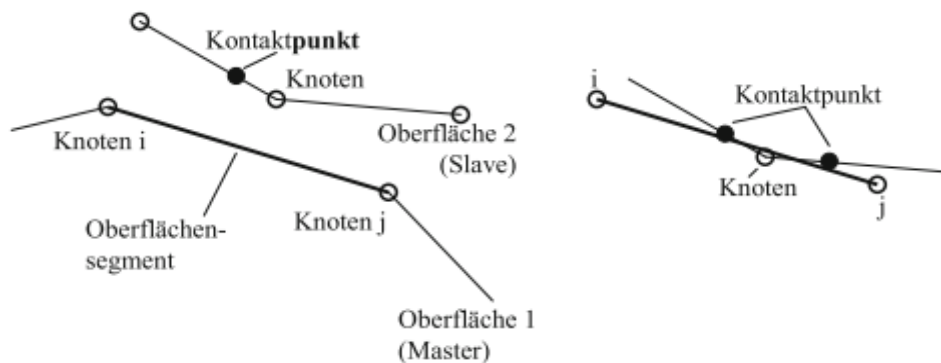 Kontaktpunkt
Knoten
Knoten i
Oberfläche 2
(Slave)
Knoten j
Oberflächen-
segment
Oberfläche 1
(Master)
i
Kontaktpunkt
Knoten
j